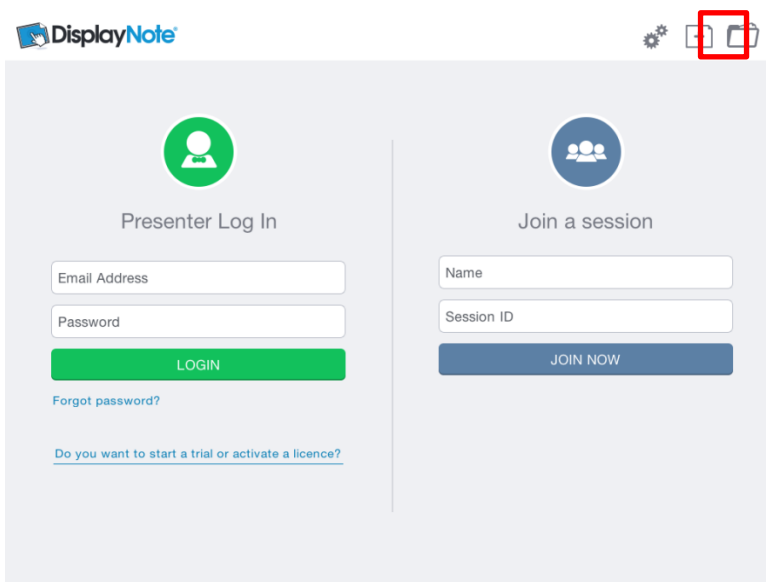 DisplayNote
Presenter Log In
Email Address
Password
LOGIN
Forgot password?
Do you want to start a trial or activate a licence?
Join a session
Name
Session ID
JOIN NOW